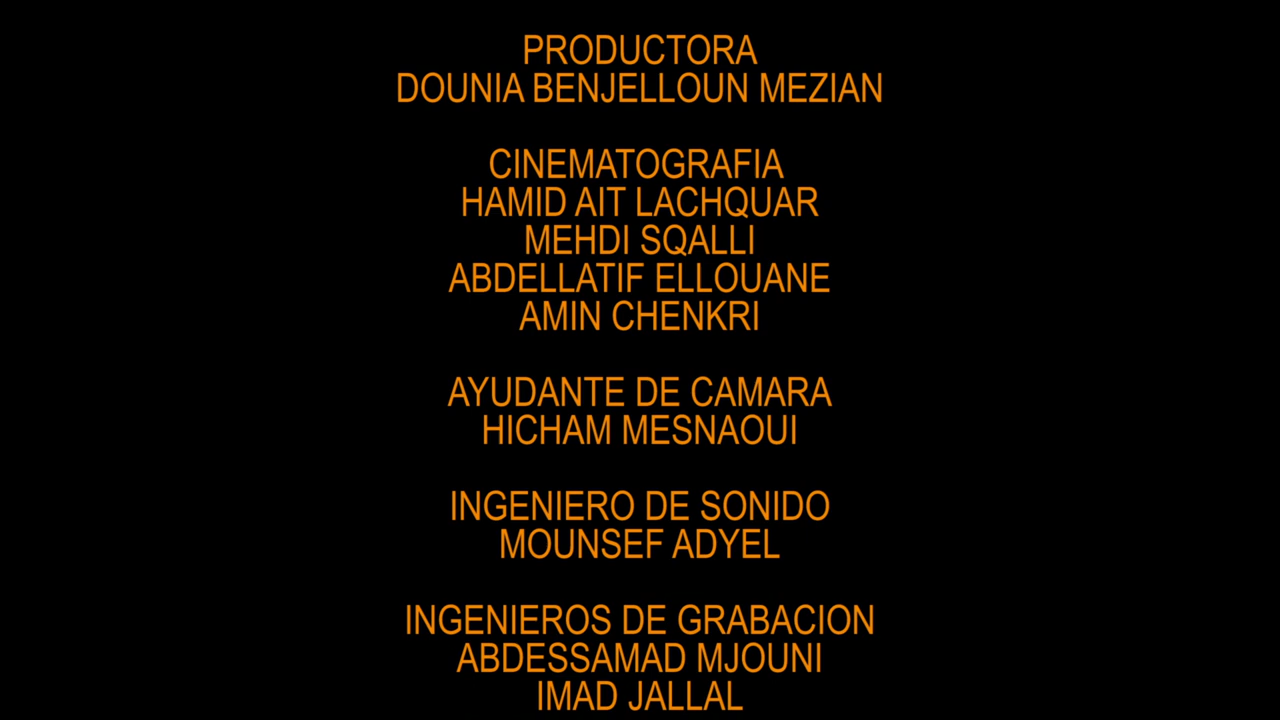 PRODUCTORA
DOUNIA BENJELLOUN MEZIAN
CINEMATOGRAFIA
HAMID AIT LACHQUAR
MEHDI SQALLI
ABDELLATIF ELLOUANE
AMIN CHENKRI
AYUDANTE DE CAMARA
HICHAM MESNAOUI
INGENIERO DE SONIDO
MOUNSEF ADYEL
INGENIEROS DE GRABACION
ABDESSAMAD MJOUNI
IMAD JALLAL